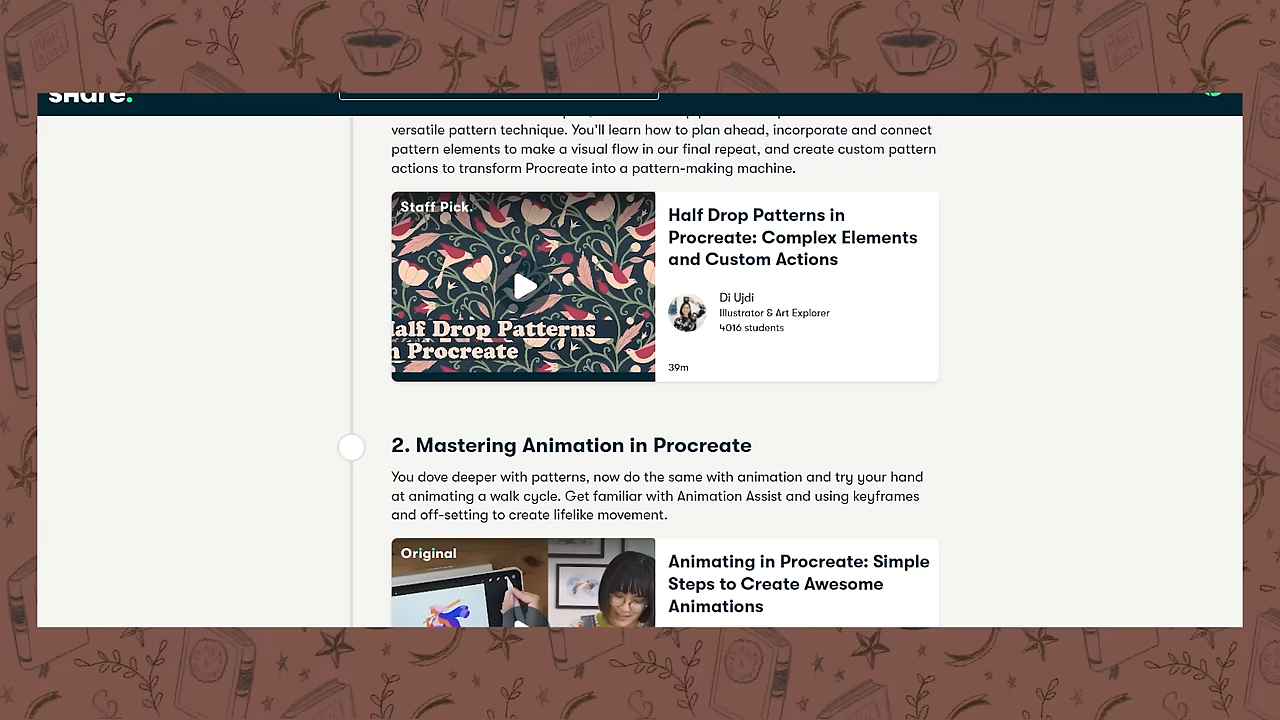 MAGIC
BOOK
share.
versatile pattern technique. You'll learn how to plan ahead, incorporate and connect
pattern elements to make a visual flow in our final repeat, and create custom pattern
actions to transform Procreate into a pattern-making machine.
Staff Pick.
Half Drop Patterns
in Procreate
Half Drop Patterns in
Procreate: Complex Elements
and Custom Actions
Di Ujdi
Illustrator & Art Explorer
4016 students
39m
2. Mastering Animation in Procreate
You dove deeper with patterns, now do the same with animation and try your hand
at animating a walk cycle. Get familiar with Animation Assist and using keyframes
and off-setting to create lifelike movement.
Original
Animating in Procreate: Simple
Steps to Create Awesome
Animations